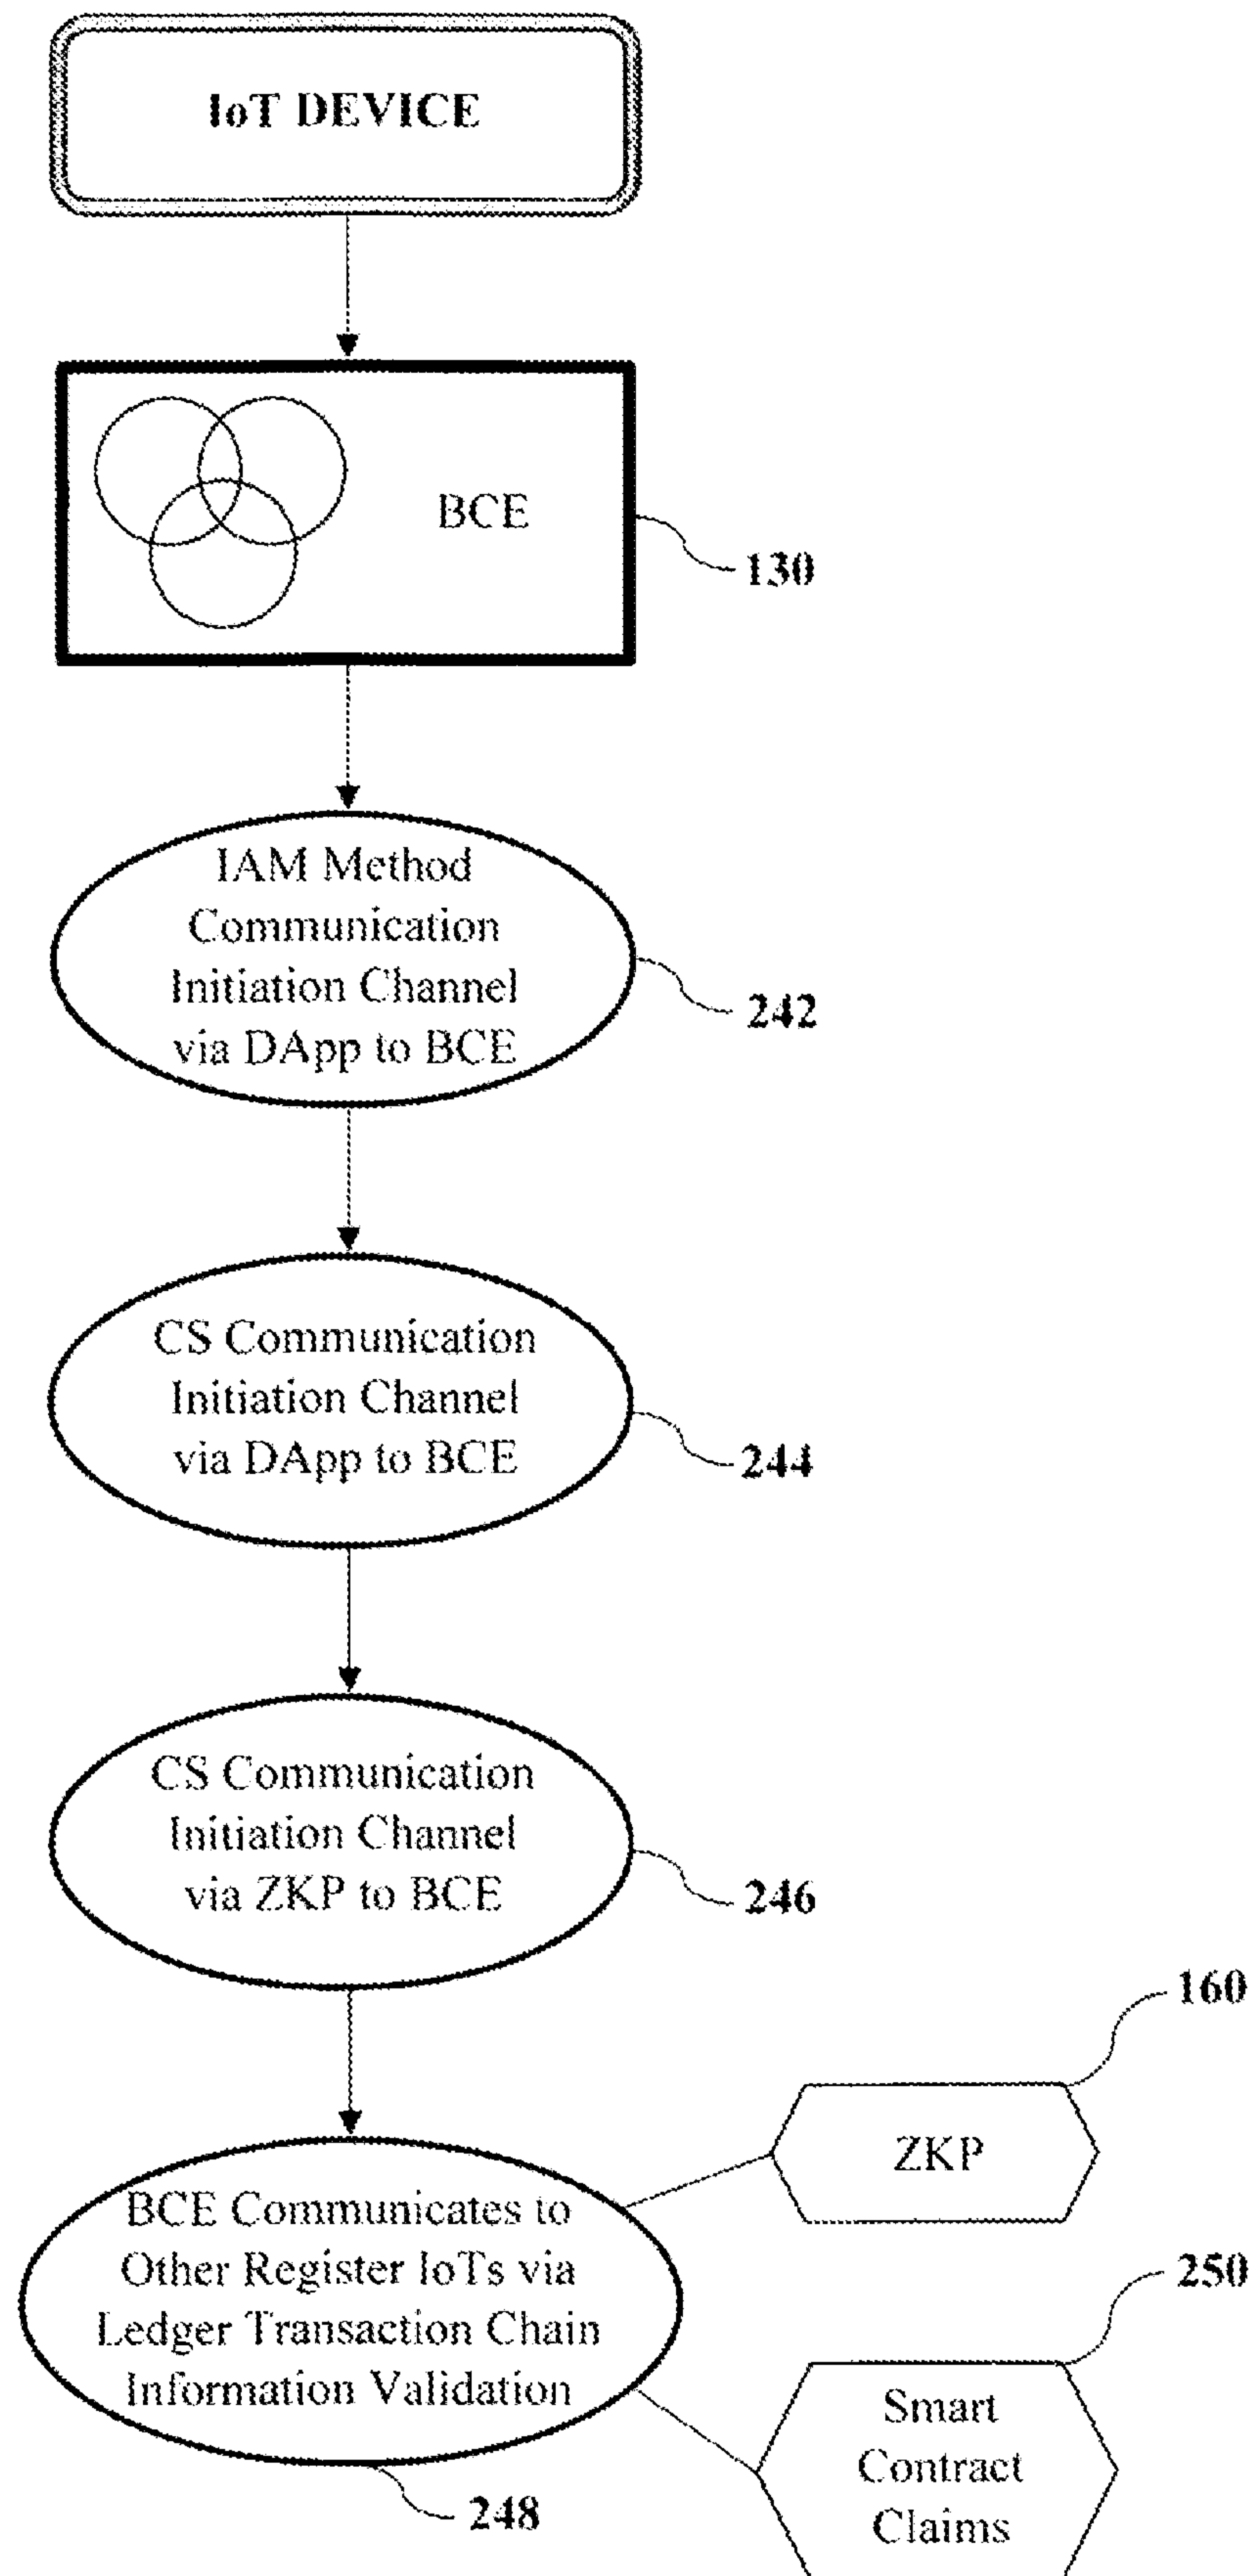 IoT DEVICE
BCE
130
IAM Method
Communication
Initiation Channel
via DApp to BCE
242
CS Communication
Initiation Channel
via DApp to BCE
244
CS Communication
Initiation Channel
via ZKP to BCE
246
160
ZKP
BCE Communicates to
Other Register IoTs via
Ledger Transaction Chain
Information Validation
248
250
Smart
Contract
Claims